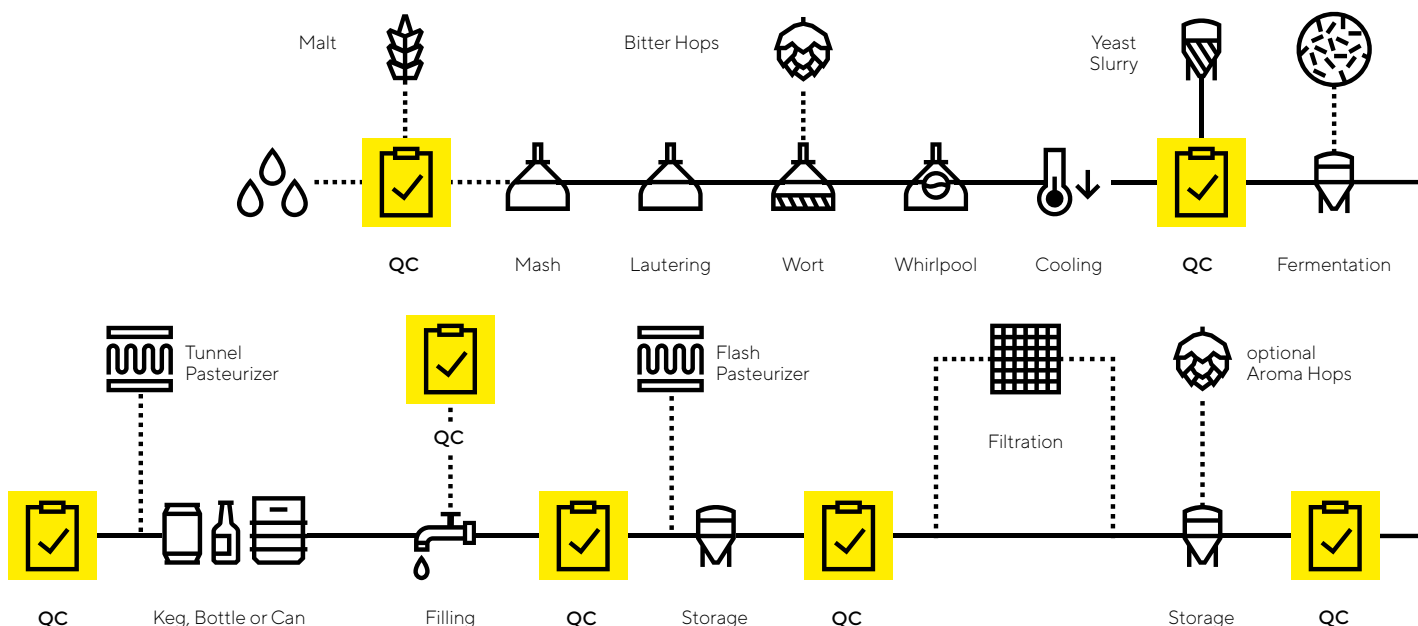 Malt
Bitter Hops
Yeast
Slurry
QC
Mash
Lautering
Wort
Whirlpool
Cooling
QC
Fermentation
Tunnel
Pasteurizer
QC
Flash
Pasteurizer
Filtration
optional
Aroma Hops
QC
Keg, Bottle or Can
Filling
QC
Storage
QC
Storage
QC